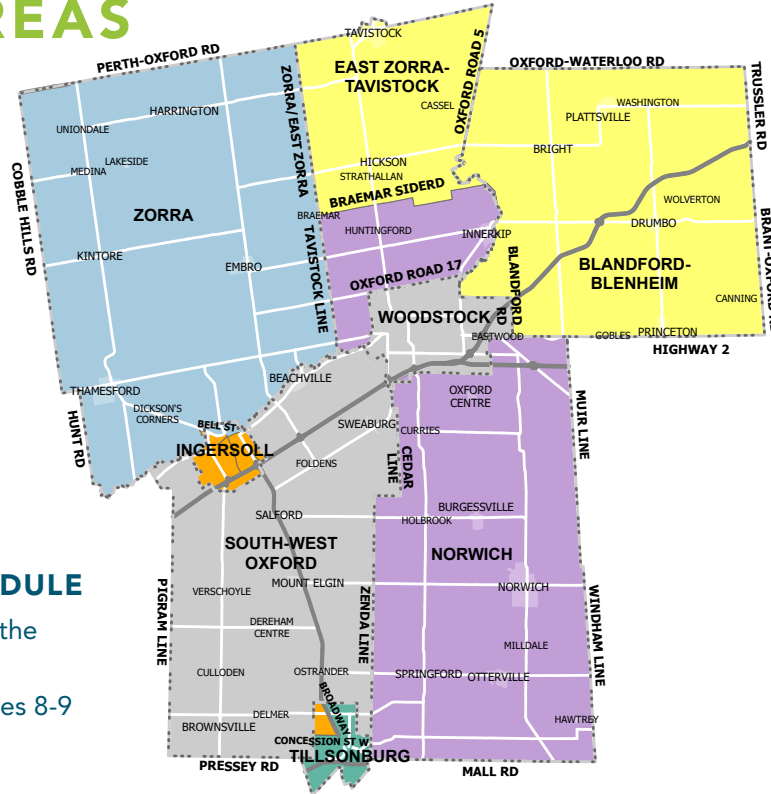 REAS
PERTH-OXFORD RD
TAVISTOCK
EAST ZORRA-
TAVISTOCK
CASSEL
OXFORD ROAD 5
OXFORD-WATERLOO RD
TRUSSLER RD
ZORRA/EAST ZORRA
TAVISTOCK LINE
HARRINGTON
UNIONDALE
LAKESIDE
MEDINA
COBBLE HILLS RD
ZORRA
KINTORE
EMBRO
HICKSON
STRATHALLAN
BRAEMAR SIDERD
BRAEMAR
HUNTINGFORD
INNERKIP
OXFORD ROAD 17
WASHINGTON
PLATTSVILLE
BRIGHT
WOLVERTON
DRUMBO
BLANDFORD-
BLENHEIM
CANNING
BLANDFORD
RD
WOODSTOCK
EASTWOOD
GOBLES
PRINCETON
HIGHWAY 2
THAMESFORD
DICKSON'S
CORNERS
HUNT RD
BEACHVILLE
BELL ST
INGERSOLL
SWEABURG
FOLDENS
OXFORD
CENTRE
CURRIES
CEDAR
LINE
MUIR LINE
SALFORD
BURGESSVILLE
HOLBROOK
SOUTH-WEST
OXFORD
NORWICH
DULE
the
es 8-9
PIGRAM LINE
MOUNT ELGIN
VERSCHOYLE
ZENDA LINE
NORWICH
WINDHAM LINE
DEREHAM
CENTRE
MILLDALE
CULLODEN
OSTRANDER
SPRINGFORD
OTTERVILLE
BROADWAY
DELMER
BROWNSVILLE
HAWTREY
CONCESSION ST W
TILLSONBURG
PRESSEY RD
MALL RD